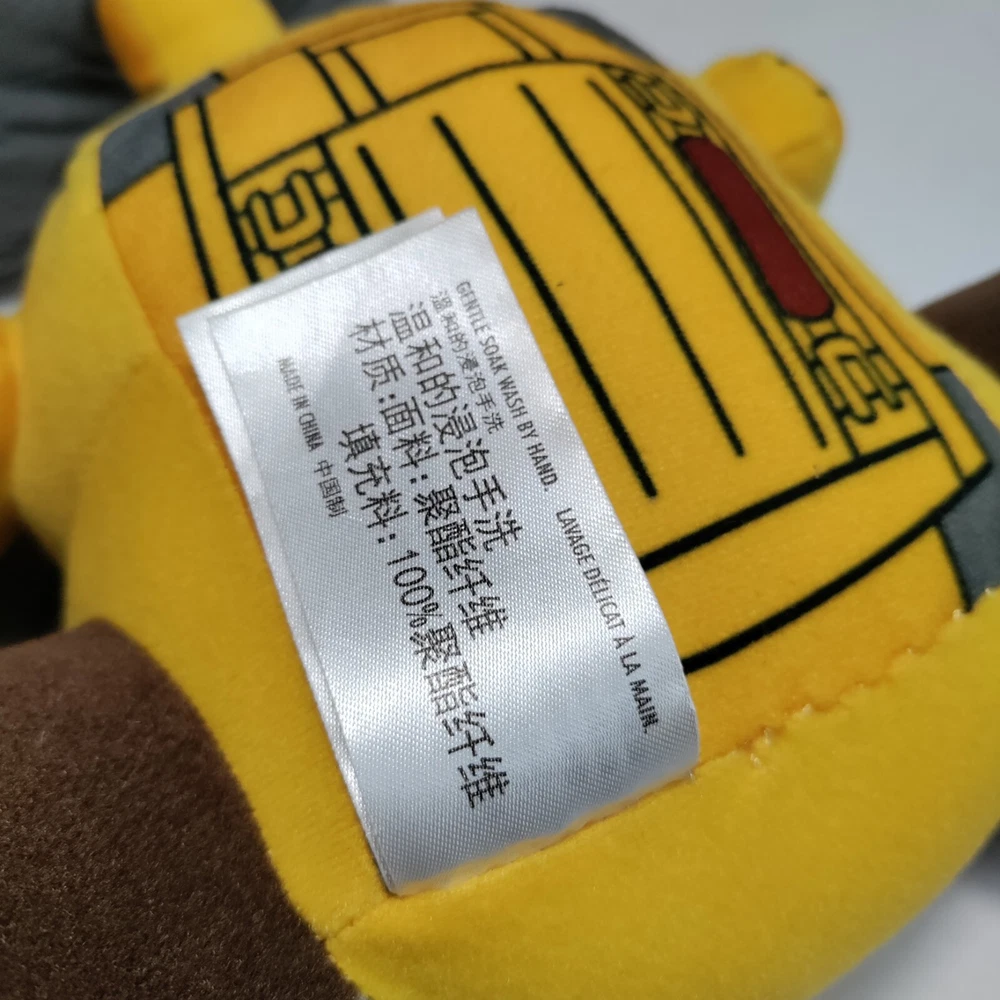 GENTLE SOAK WASH BY HAND. LAVAGE DÉLICAT À LA MAIN.
温和的浸泡手洗
温和的浸泡手洗
材质:面料:聚酯纤维
填充料:100%聚酯纤维
MADE IN CHINA 中国制